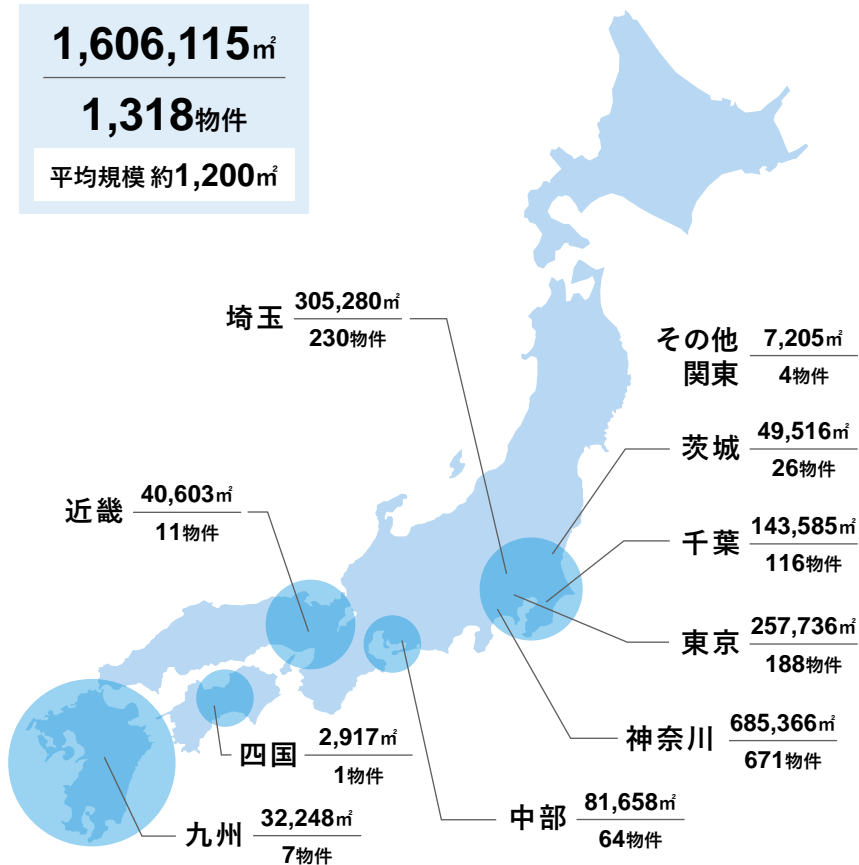 1,606,115㎡
1,318物件
平均規模 約1,200㎡
埼玉 305,280㎡
230物件
その他
関東
7,205㎡
4物件
茨城 49,516㎡
26物件
近畿 40,603㎡
11物件
千葉 143,585㎡
116物件
東京 257,736㎡
188物件
神奈川 685,366㎡
671物件
四国 2,917㎡
1物件
中部 81,658㎡
64物件
九州 32,248㎡
7物件